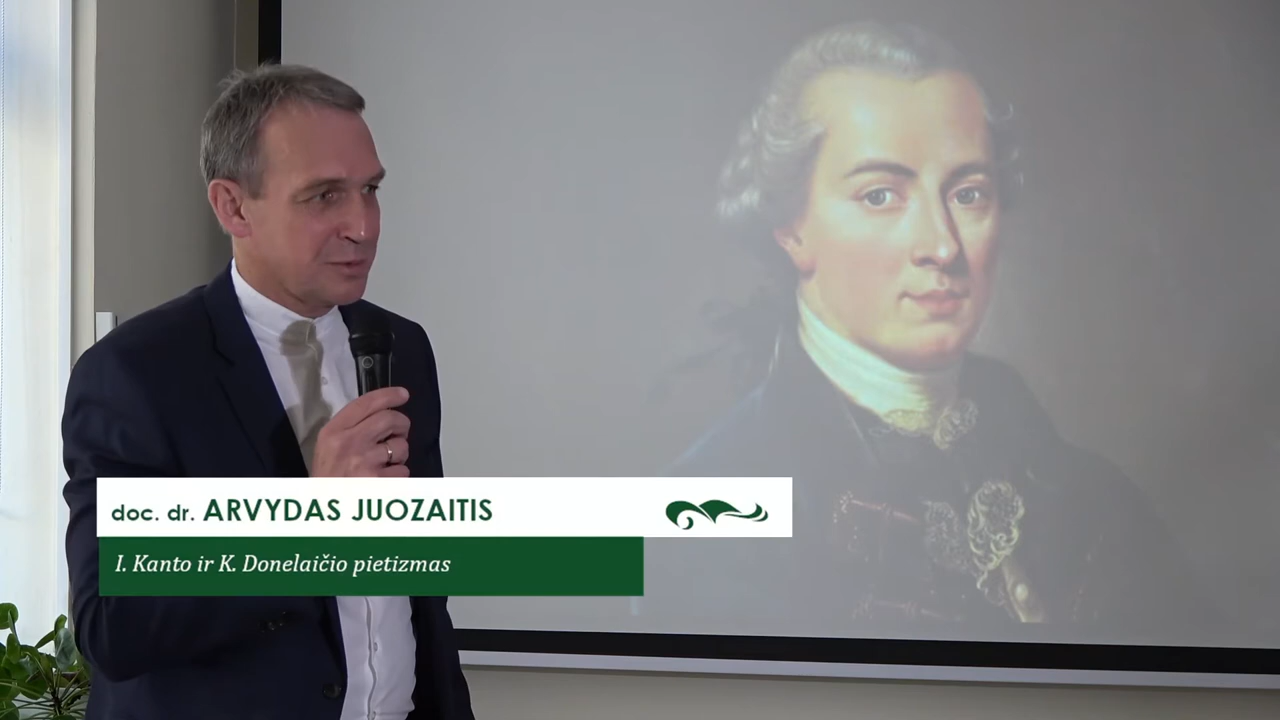 doc. dr. ARVYDAS JUOZAITIS
I. Kanto ir K. Donelaičio pietizmas